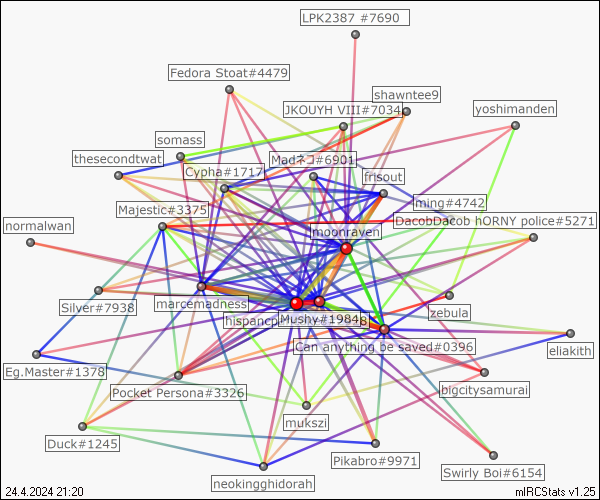 LPK2387 #7690
Fedora Stoat#4479
shawntee9
JKOUYH VIII#7034
yoshimanden
somass
thesecondtwat
Madネコ#6901
Cypha#1717
frisout
ming#4742
Majestic#3375
DacobDacob hORNY police#5271
normalwan
moonraven
Silver#7938
marcemadness
zebula
hispancp
Mushy#1984
8
Can anything be saved#0396
eliakith
Eg.Master#1378
Pocket Persona#3326
bigcitysamurai
mukszi
Duck#1245
Pikabro#9971
Swirly Boi#6154
neokingghidorah
24.4.2024 21:20
mIRCStats v1.25